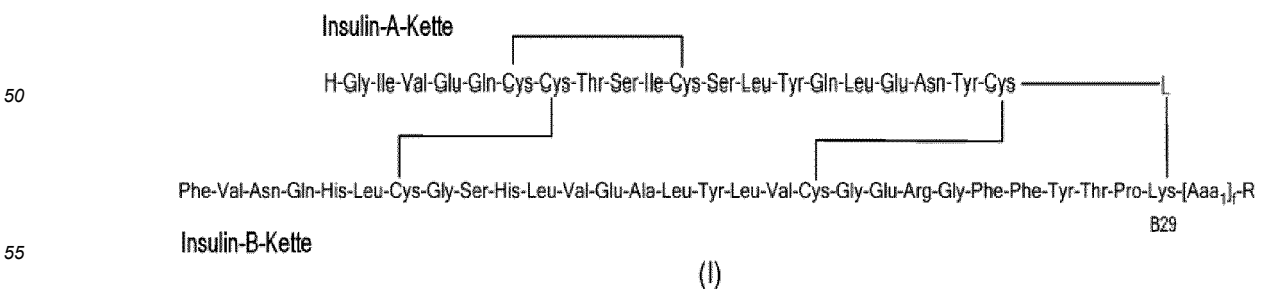 Insulin-A-Kette
50 H-Gly-Ile-Val-Glu-Gln-Cys-Cys-Thr-Ser-Ile-Cys-Ser-Leu-Tyr-Gln-Leu-Glu-Asn-Tyr-Cys L
Phe-Val-Asn-Gln-His-Leu-Cys-Gly-Ser-His-Leu-Val-Glu-Ala-Leu-Tyr-Leu-Val-Cys-Gly-Glu-Arg-Gly-Phe-Phe-Tyr-Thr-Pro-Lys-[Aaa₁]f-R
B29
55 Insulin-B-Kette
(I)